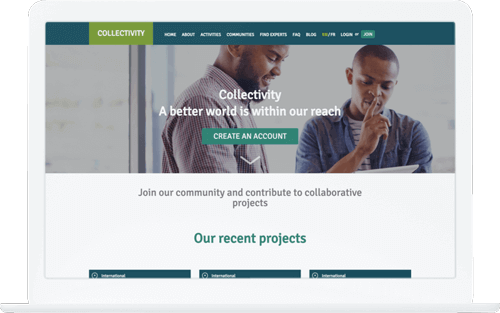 COLLECTIVITY HOME ABOUT ACTIVITIES COMMUNITIES FIND EXPERTS FAQ BLOG EN/FR LOGIN or JOIN
Collectivity
A better world is within our reach
CREATE AN ACCOUNT
Join our community and contribute to collaborative
projects
Our recent projects
International International International